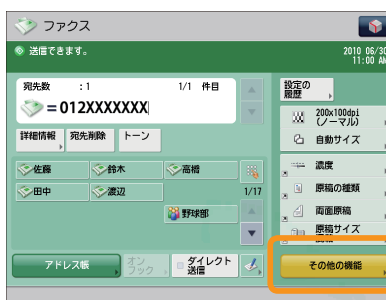 ファクス
送信できます。
2010 06/30
11:00 AM
宛先数 :1 1/1 件目
=012XXXXXXX
詳細情報 宛先削除 トーン
佐藤 鈴木 高橋
田中 渡辺 1/17
野球部
アドレス帳 オンフック ダイレクト送信
設定の
履歴
200x100dpi
(ノーマル)
自動サイズ
濃度
原稿の種類
両面原稿
原稿サイズ
その他の機能